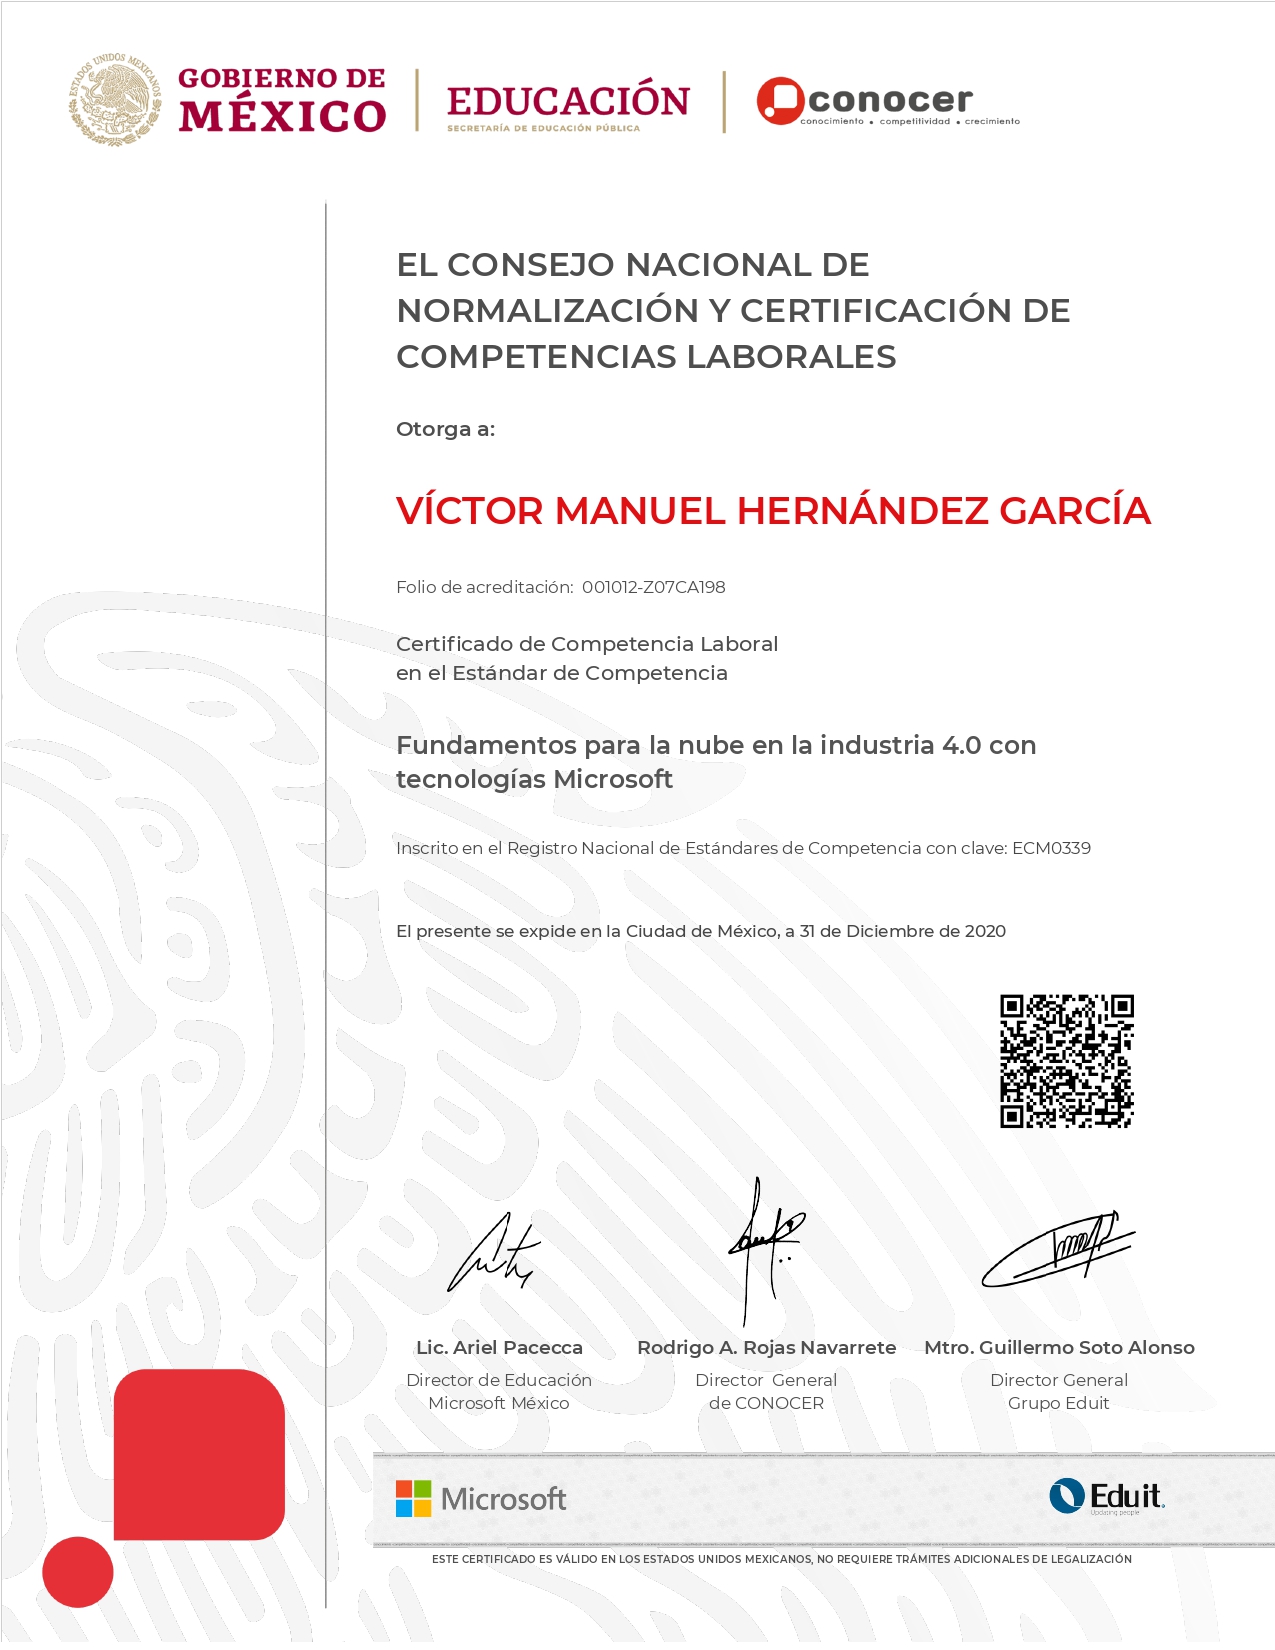 ESTADOS UNIDOS MEXICANOS
GOBIERNO DE
MÉXICO
EDUCACIÓN
SECRETARÍA DE EDUCACIÓN PÚBLICA
conocer
conocimiento • competitividad • crecimiento
EL CONSEJO NACIONAL DE
NORMALIZACIÓN Y CERTIFICACIÓN DE
COMPETENCIAS LABORALES
Otorga a:
VÍCTOR MANUEL HERNÁNDEZ GARCÍA
Folio de acreditación: 001012-Z07CA198
Certificado de Competencia Laboral
en el Estándar de Competencia
Fundamentos para la nube en la industria 4.0 con
tecnologías Microsoft
Inscrito en el Registro Nacional de Estándares de Competencia con clave: ECM0339
El presente se expide en la Ciudad de México, a 31 de Diciembre de 2020
Lic. Ariel Pacecca
Director de Educación
Microsoft México
Rodrigo A. Rojas Navarrete
Director General
de CONOCER
Mtro. Guillermo Soto Alonso
Director General
Grupo Eduit
Microsoft
Eduit
Updating people
ESTE CERTIFICADO ES VÁLIDO EN LOS ESTADOS UNIDOS MEXICANOS, NO REQUIERE TRÁMITES ADICIONALES DE LEGALIZACIÓN